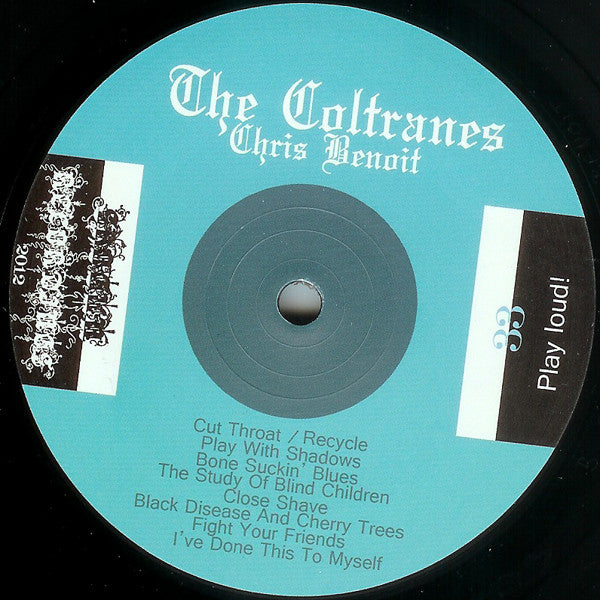 The Coltranes
Chris Benoit
2012
33
Play loud!
Cut Throat / Recycle
Play With Shadows
Bone Suckin' Blues
The Study Of Blind Children
Close Shave
Black Disease And Cherry Trees
Fight Your Friends
I've Done This To Myself